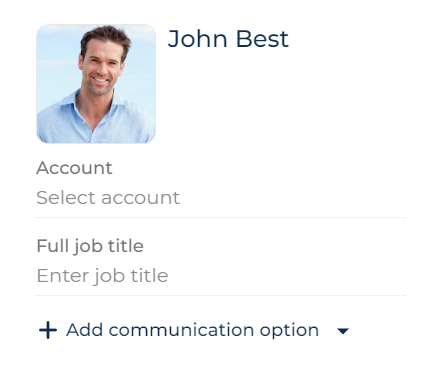 John Best
Account
Select account
Full job title
Enter job title
+ Add communication option